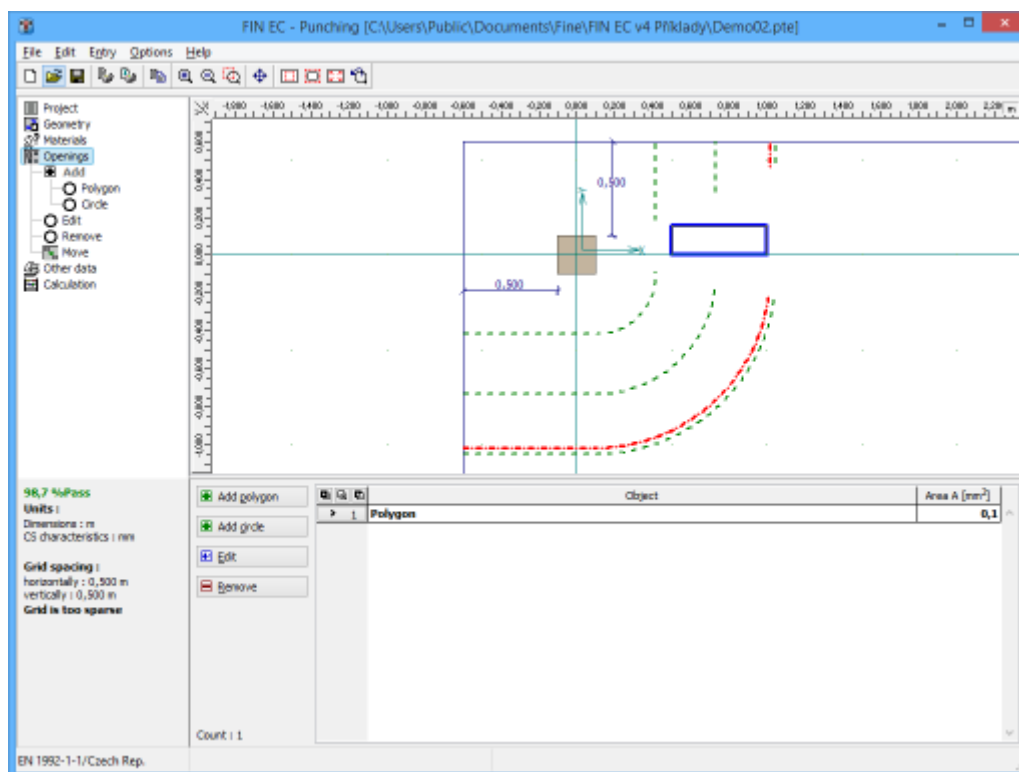 FIN EC - Punching [C:\Users\Public\Documents\Fine\FIN EC v4 Příklady\Demo02.pte]
File Edit Entry Options Help
Project
Geometry
Materials
Openings
Add
Polygon
Circle
Edit
Remove
Move
Other data
Calculation
0,500
0,500
98,7 %Pass
Units :
Dimensions : m
CS characteristics : mm
Grid spacing :
horizontally : 0,500 m
vertically : 0,500 m
Grid is too sparse
Add polygon
Add circle
Edit
Remove
Count : 1
Object Area A [mm²]
> 1 Polygon 0,1
EN 1992-1-1/Czech Rep.